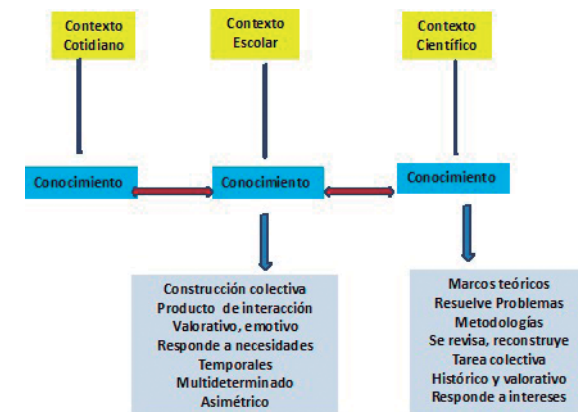 Contexto
Cotidiano
Contexto
Escolar
Contexto
Científico
Conocimiento
Conocimiento
Conocimiento
Construcción colectiva
Producto de interacción
Valorativo, emotivo
Responde a necesidades
Temporales
Multideterminado
Asimétrico
Marcos teóricos
Resuelve Problemas
Metodologías
Se revisa, reconstruye
Tarea colectiva
Histórico y valorativo
Responde a intereses